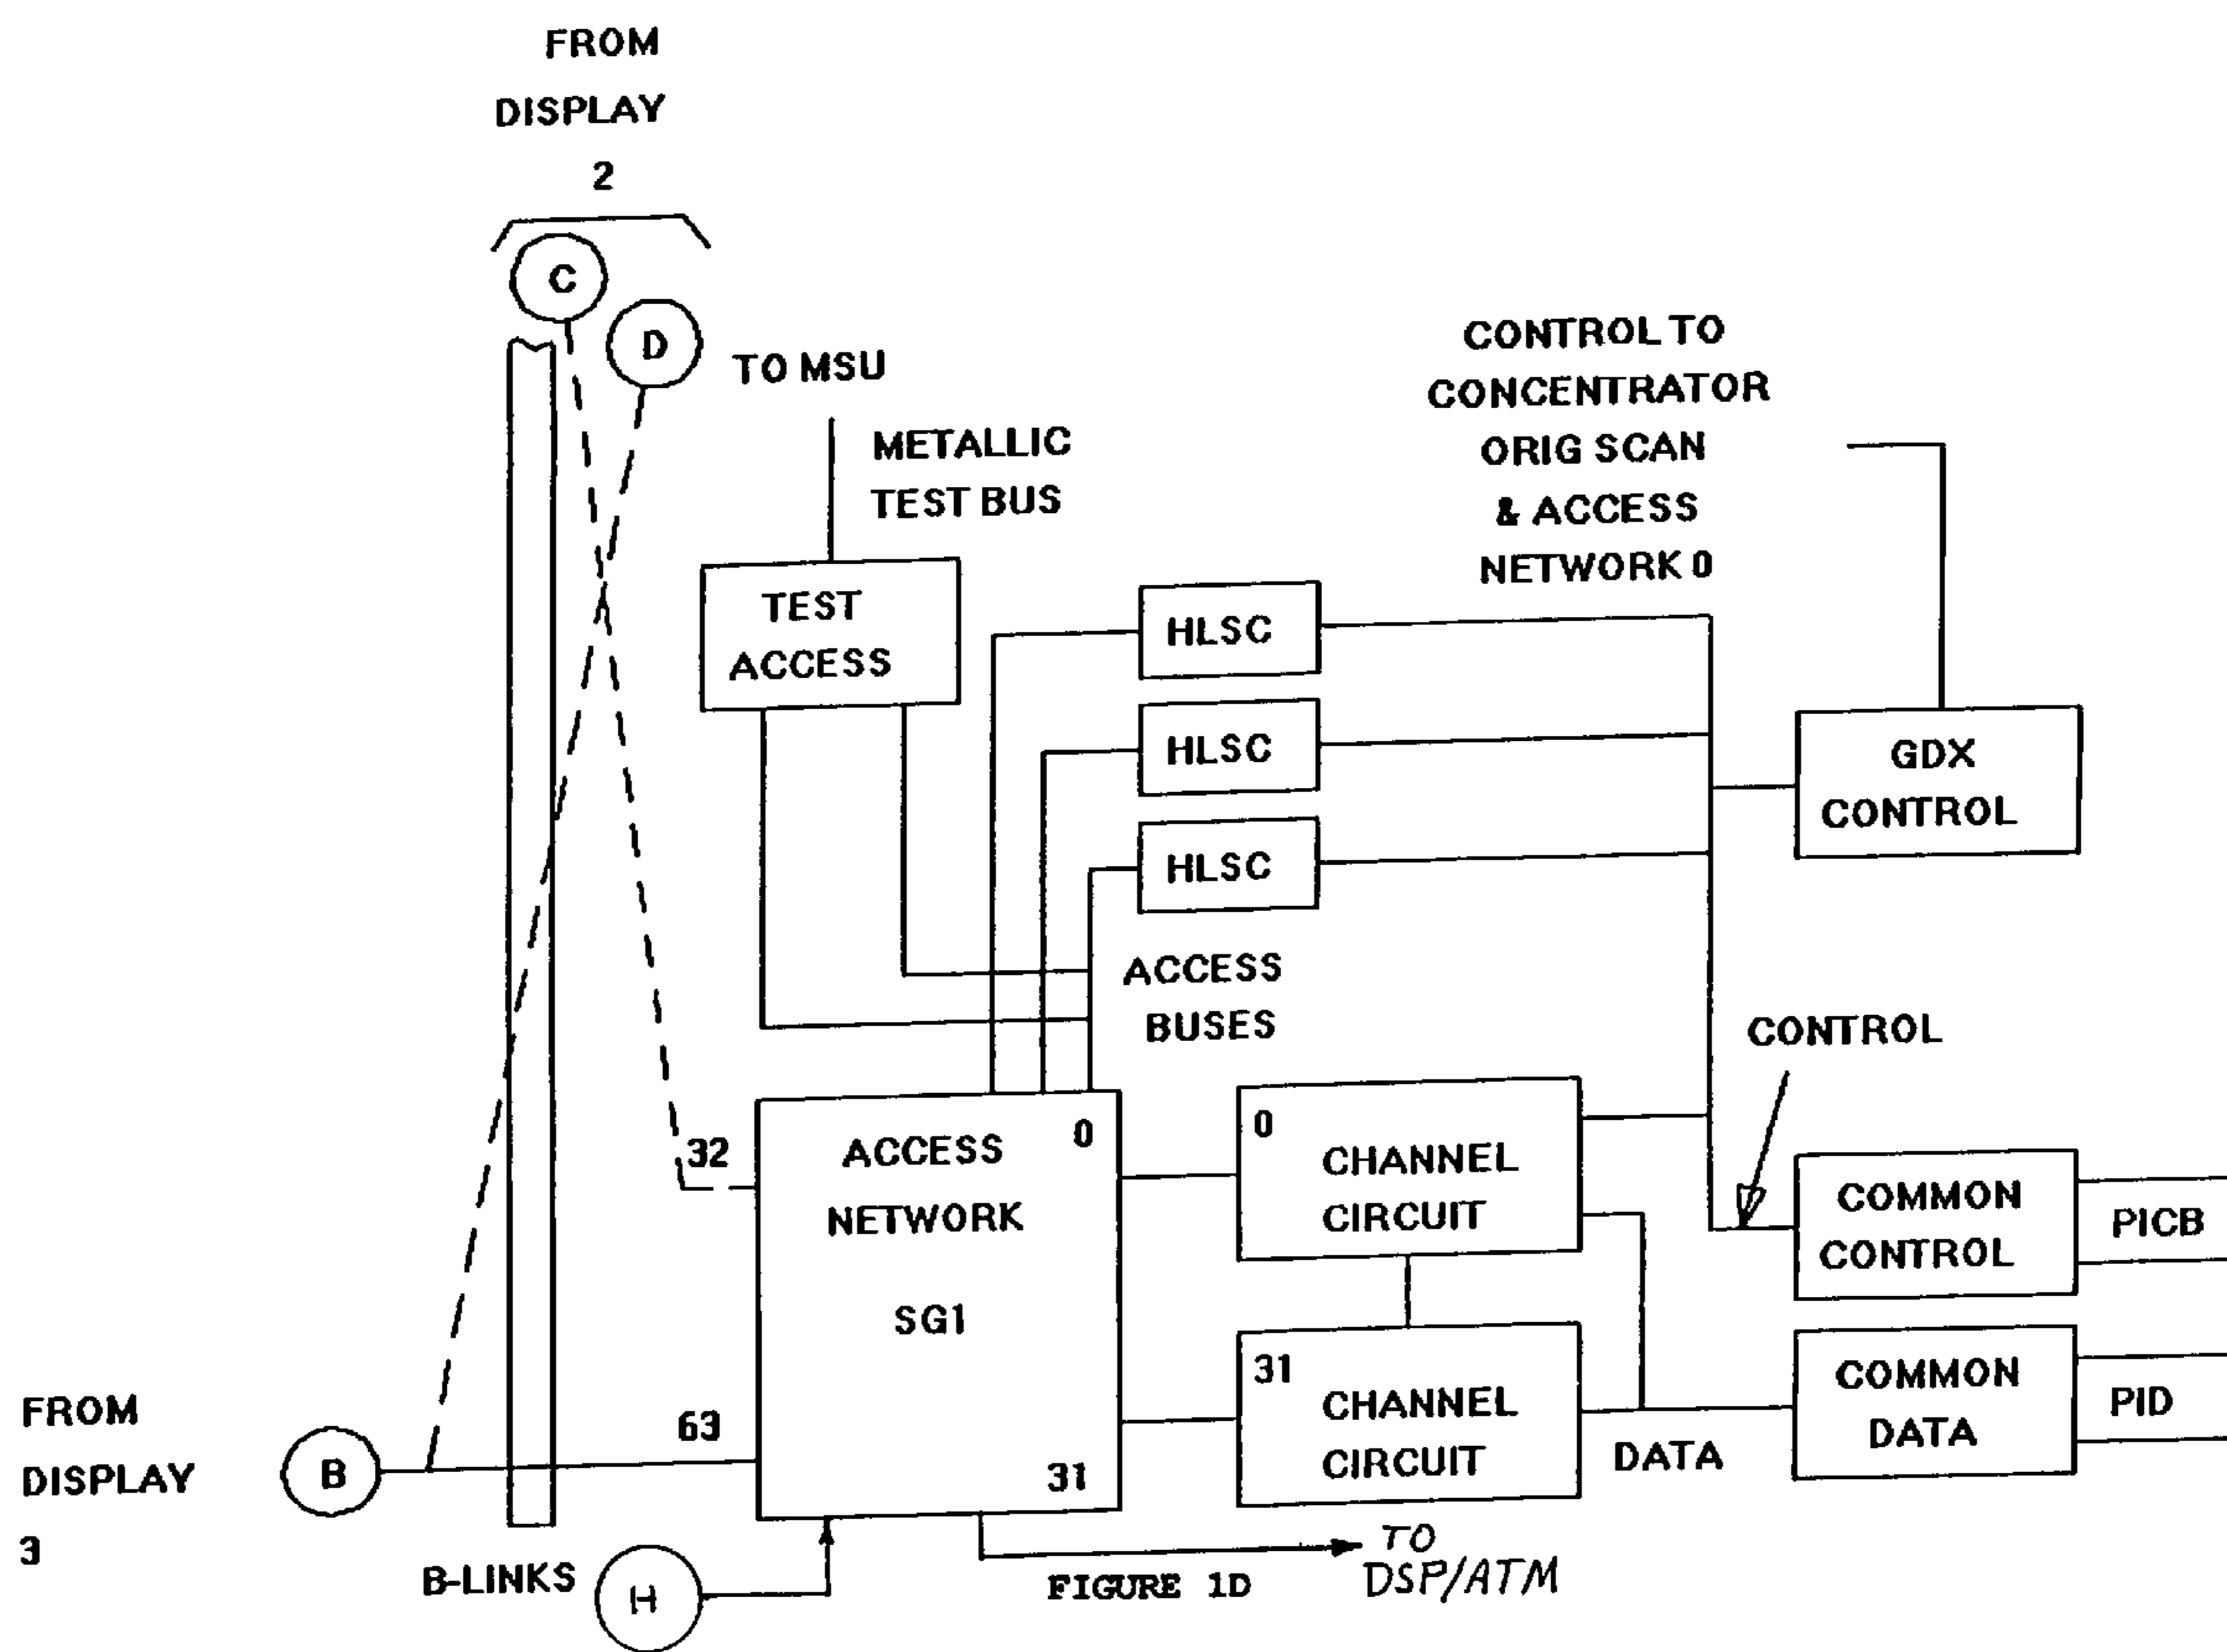 FROM
DISPLAY
2
C
D
TO MSU
METALLIC
TEST BUS
TEST
ACCESS
HLSC
HLSC
HLSC
CONTROL TO
CONCENTRATOR
ORIG SCAN
& ACCESS
NETWORK 0
GDX
CONTROL
ACCESS
BUSES
CONTROL
32
ACCESS
NETWORK
SG1
0
31
63
0
CHANNEL
CIRCUIT
31
CHANNEL
CIRCUIT
COMMON
CONTROL
PICB
COMMON
DATA
PID
DATA
FROM
DISPLAY
3
B
B-LINKS
H
FIGURE 1D
TO
DSP/ATM